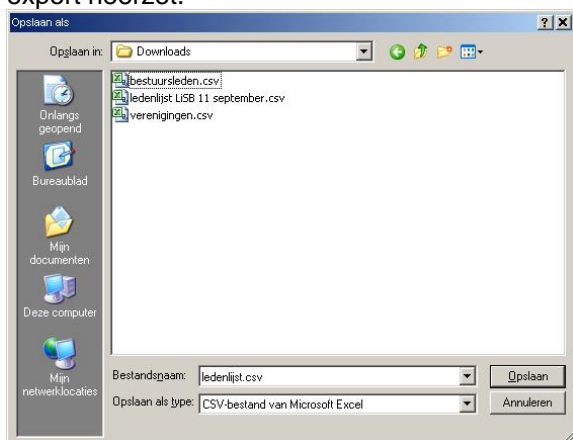 export neerzet.
Opslaan als
Opslaan in:
Downloads
Onlangs
geopend
Bureaublad
Mijn
documenten
Deze computer
Mijn
netwerklocaties
bestuursleden.csv
ledenlijst LiSB 11 september.csv
verenigingen.csv
Bestandsnaam:
ledenlijst.csv
Opslaan
Opslaan als type:
CSV-bestand van Microsoft Excel
Annuleren